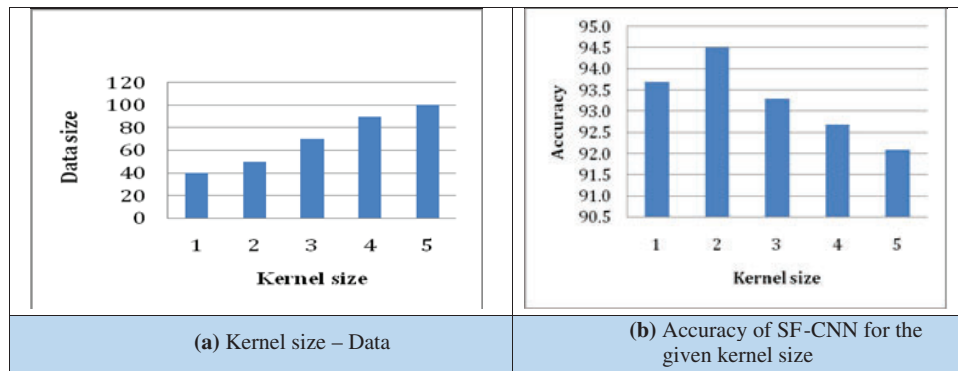 120
100
80
60
40
20
0
Data size
1 2 3 4 5
Kernel size
95.0
94.5
94.0
93.5
93.0
92.5
92.0
91.5
91.0
90.5
Accuracy
1 2 3 4 5
Kernel size
(a) Kernel size – Data
(b) Accuracy of SF-CNN for the
given kernel size